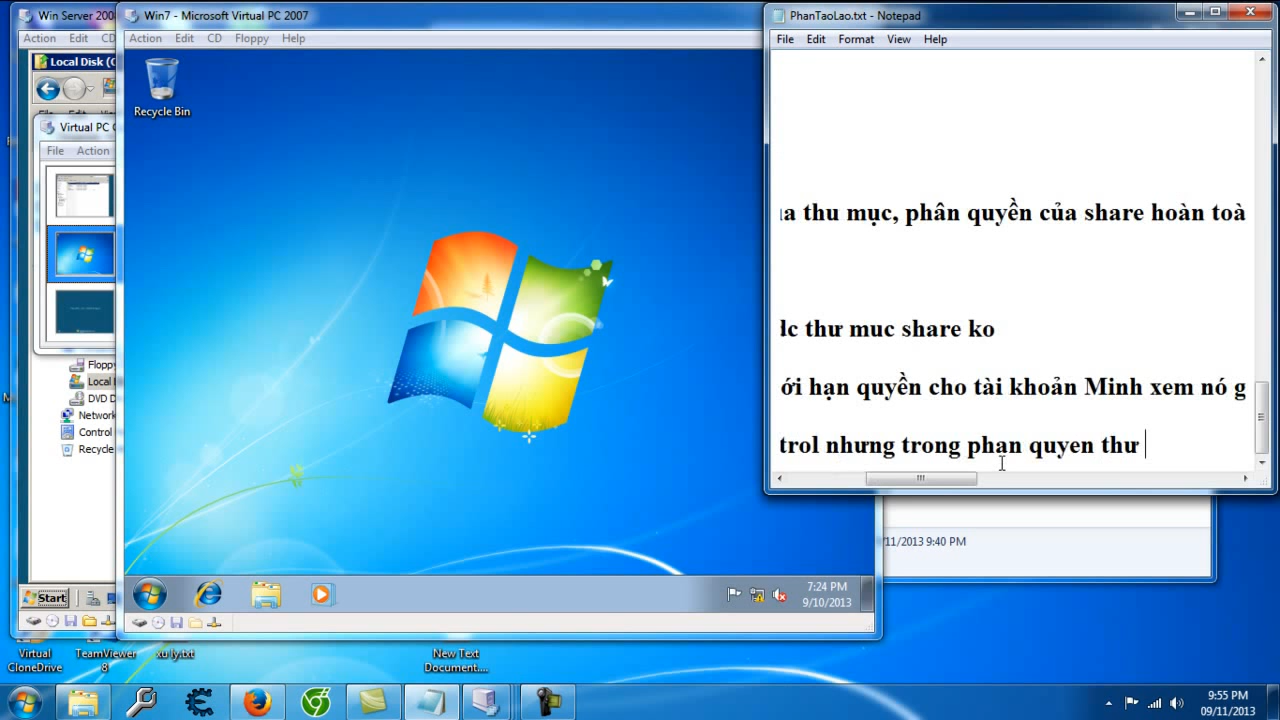 Win Server 200
Action Edit CD
Local Disk (C
Virtual PC
File Action
Floppy
Local
DVD D
Network
Control
Recycle
Start
Win7 - Microsoft Virtual PC 2007
Action Edit CD Floppy Help
Recycle Bin
7:24 PM
9/10/2013
PhanTaoLao.txt - Notepad
File Edit Format View Help
a thu mục, phân quyền của share hoàn toà
lc thư muc share ko
ới hạn quyền cho tài khoản Minh xem nó g
trol nhưng trong phạn quyen thư
/11/2013 9:40 PM
Virtual CloneDrive
TeamViewer 8
xu ly.txt
New Text Document....
9:55 PM
09/11/2013